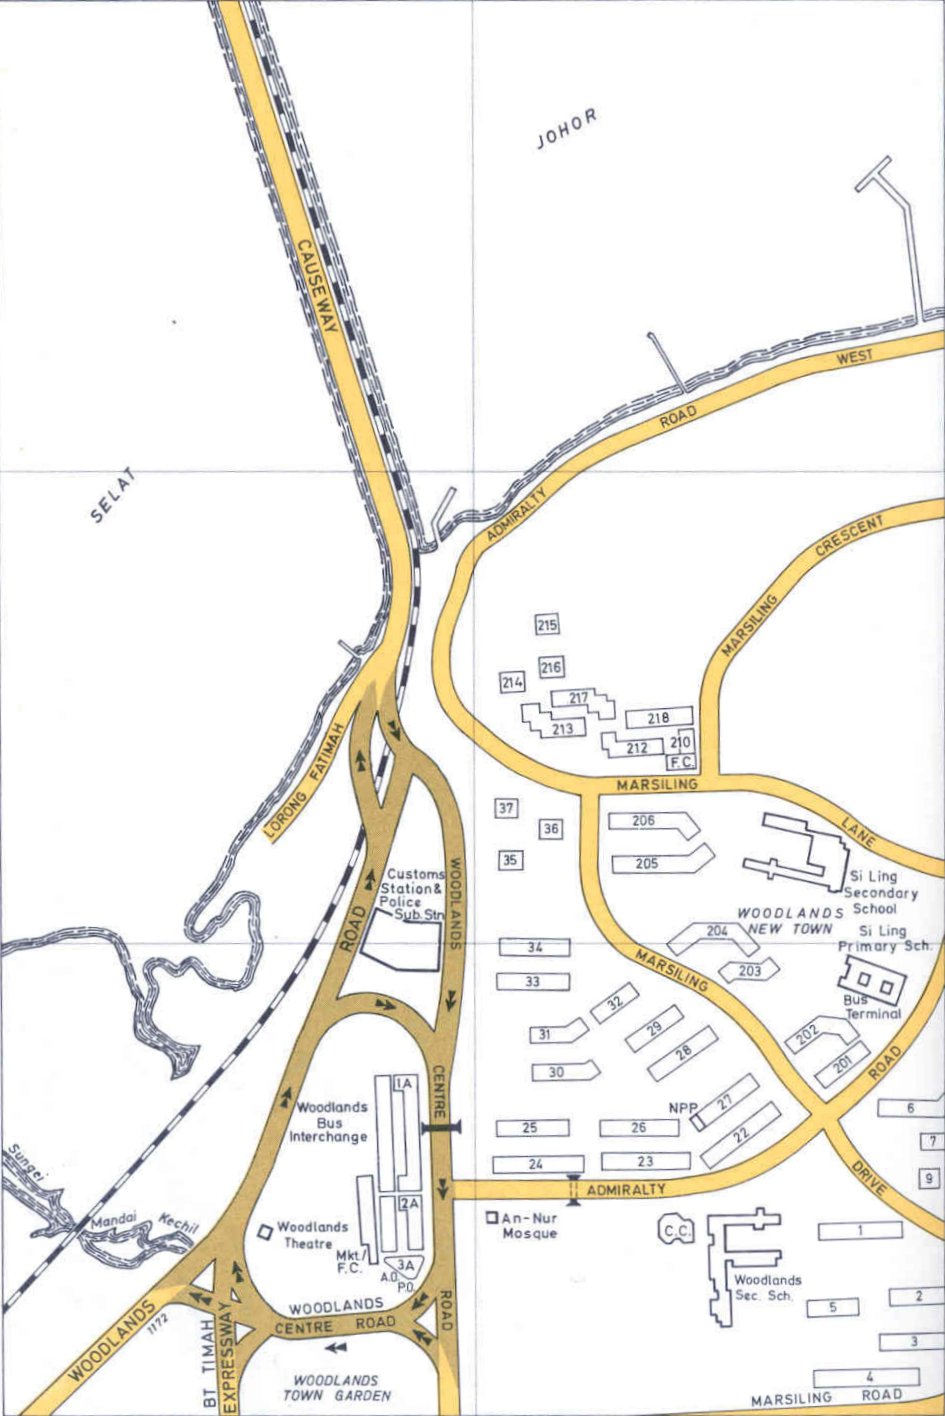 JOHOR
CAUSEWAY
WEST
ROAD
ADMIRALTY
SELAT
CRESCENT
MARSILING
215
216
214
217
213
218
212
210
F.C.
MARSILING
LANE
LORONG FATIMAH
37
36
35
206
205
Si Ling
Secondary
School
WOODLANDS
NEW TOWN
Si Ling
Primary Sch.
Customs
Station &
Police
Sub. Stn
WOODLANDS
ROAD
34
33
204
203
MARSILING
Bus
Terminal
32
31
29
28
30
202
201
ROAD
CENTRE
1A
Woodlands
Bus
Interchange
NPP
27
22
25
26
24
23
6
7
9
ADMIRALTY
DRIVE
Sungei
Mandai
Kechil
2A
Woodlands
Theatre
Mkt./
F.C.
3A
A.O.
P.O.
An-Nur
Mosque
C.C.
1
Woodlands
Sec. Sch.
5
2
3
4
WOODLANDS
CENTRE ROAD
ROAD
WOODLANDS
1172
BT TIMAH
EXPRESSWAY
WOODLANDS
TOWN GARDEN
MARSILING ROAD